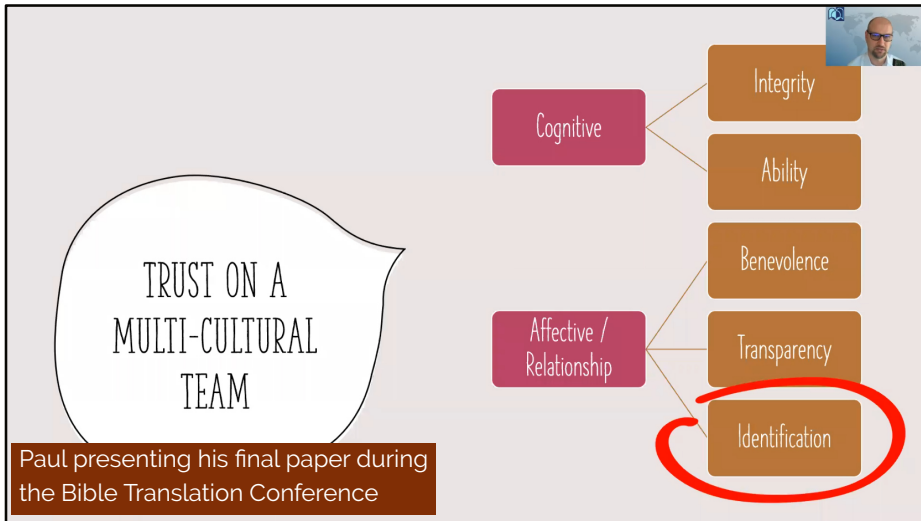 TRUST ON A
MULTI-CULTURAL
TEAM
Cognitive
Integrity
Ability
Affective /
Relationship
Benevolence
Transparency
Identification
Paul presenting his final paper during
the Bible Translation Conference